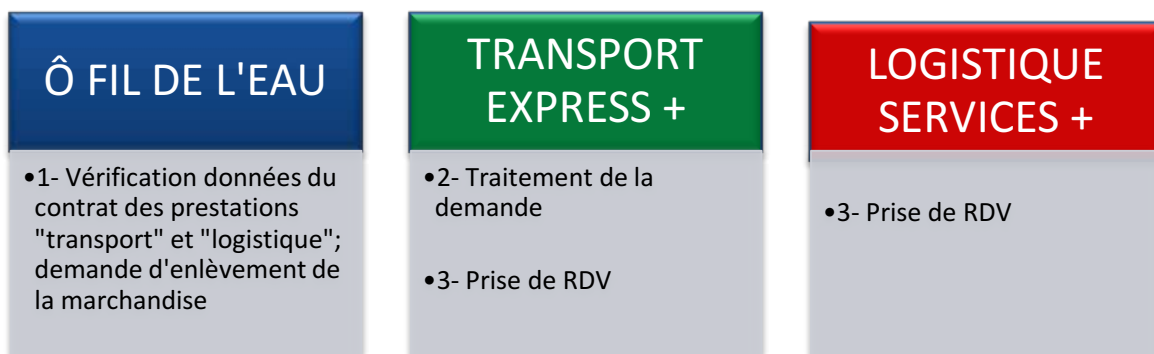 Ô FIL DE L'EAU
•1- Vérification données du
contrat des prestations
"transport" et "logistique";
demande d'enlèvement de
la marchandise
TRANSPORT
EXPRESS +
•2- Traitement de la
demande
•3- Prise de RDV
LOGISTIQUE
SERVICES +
•3- Prise de RDV